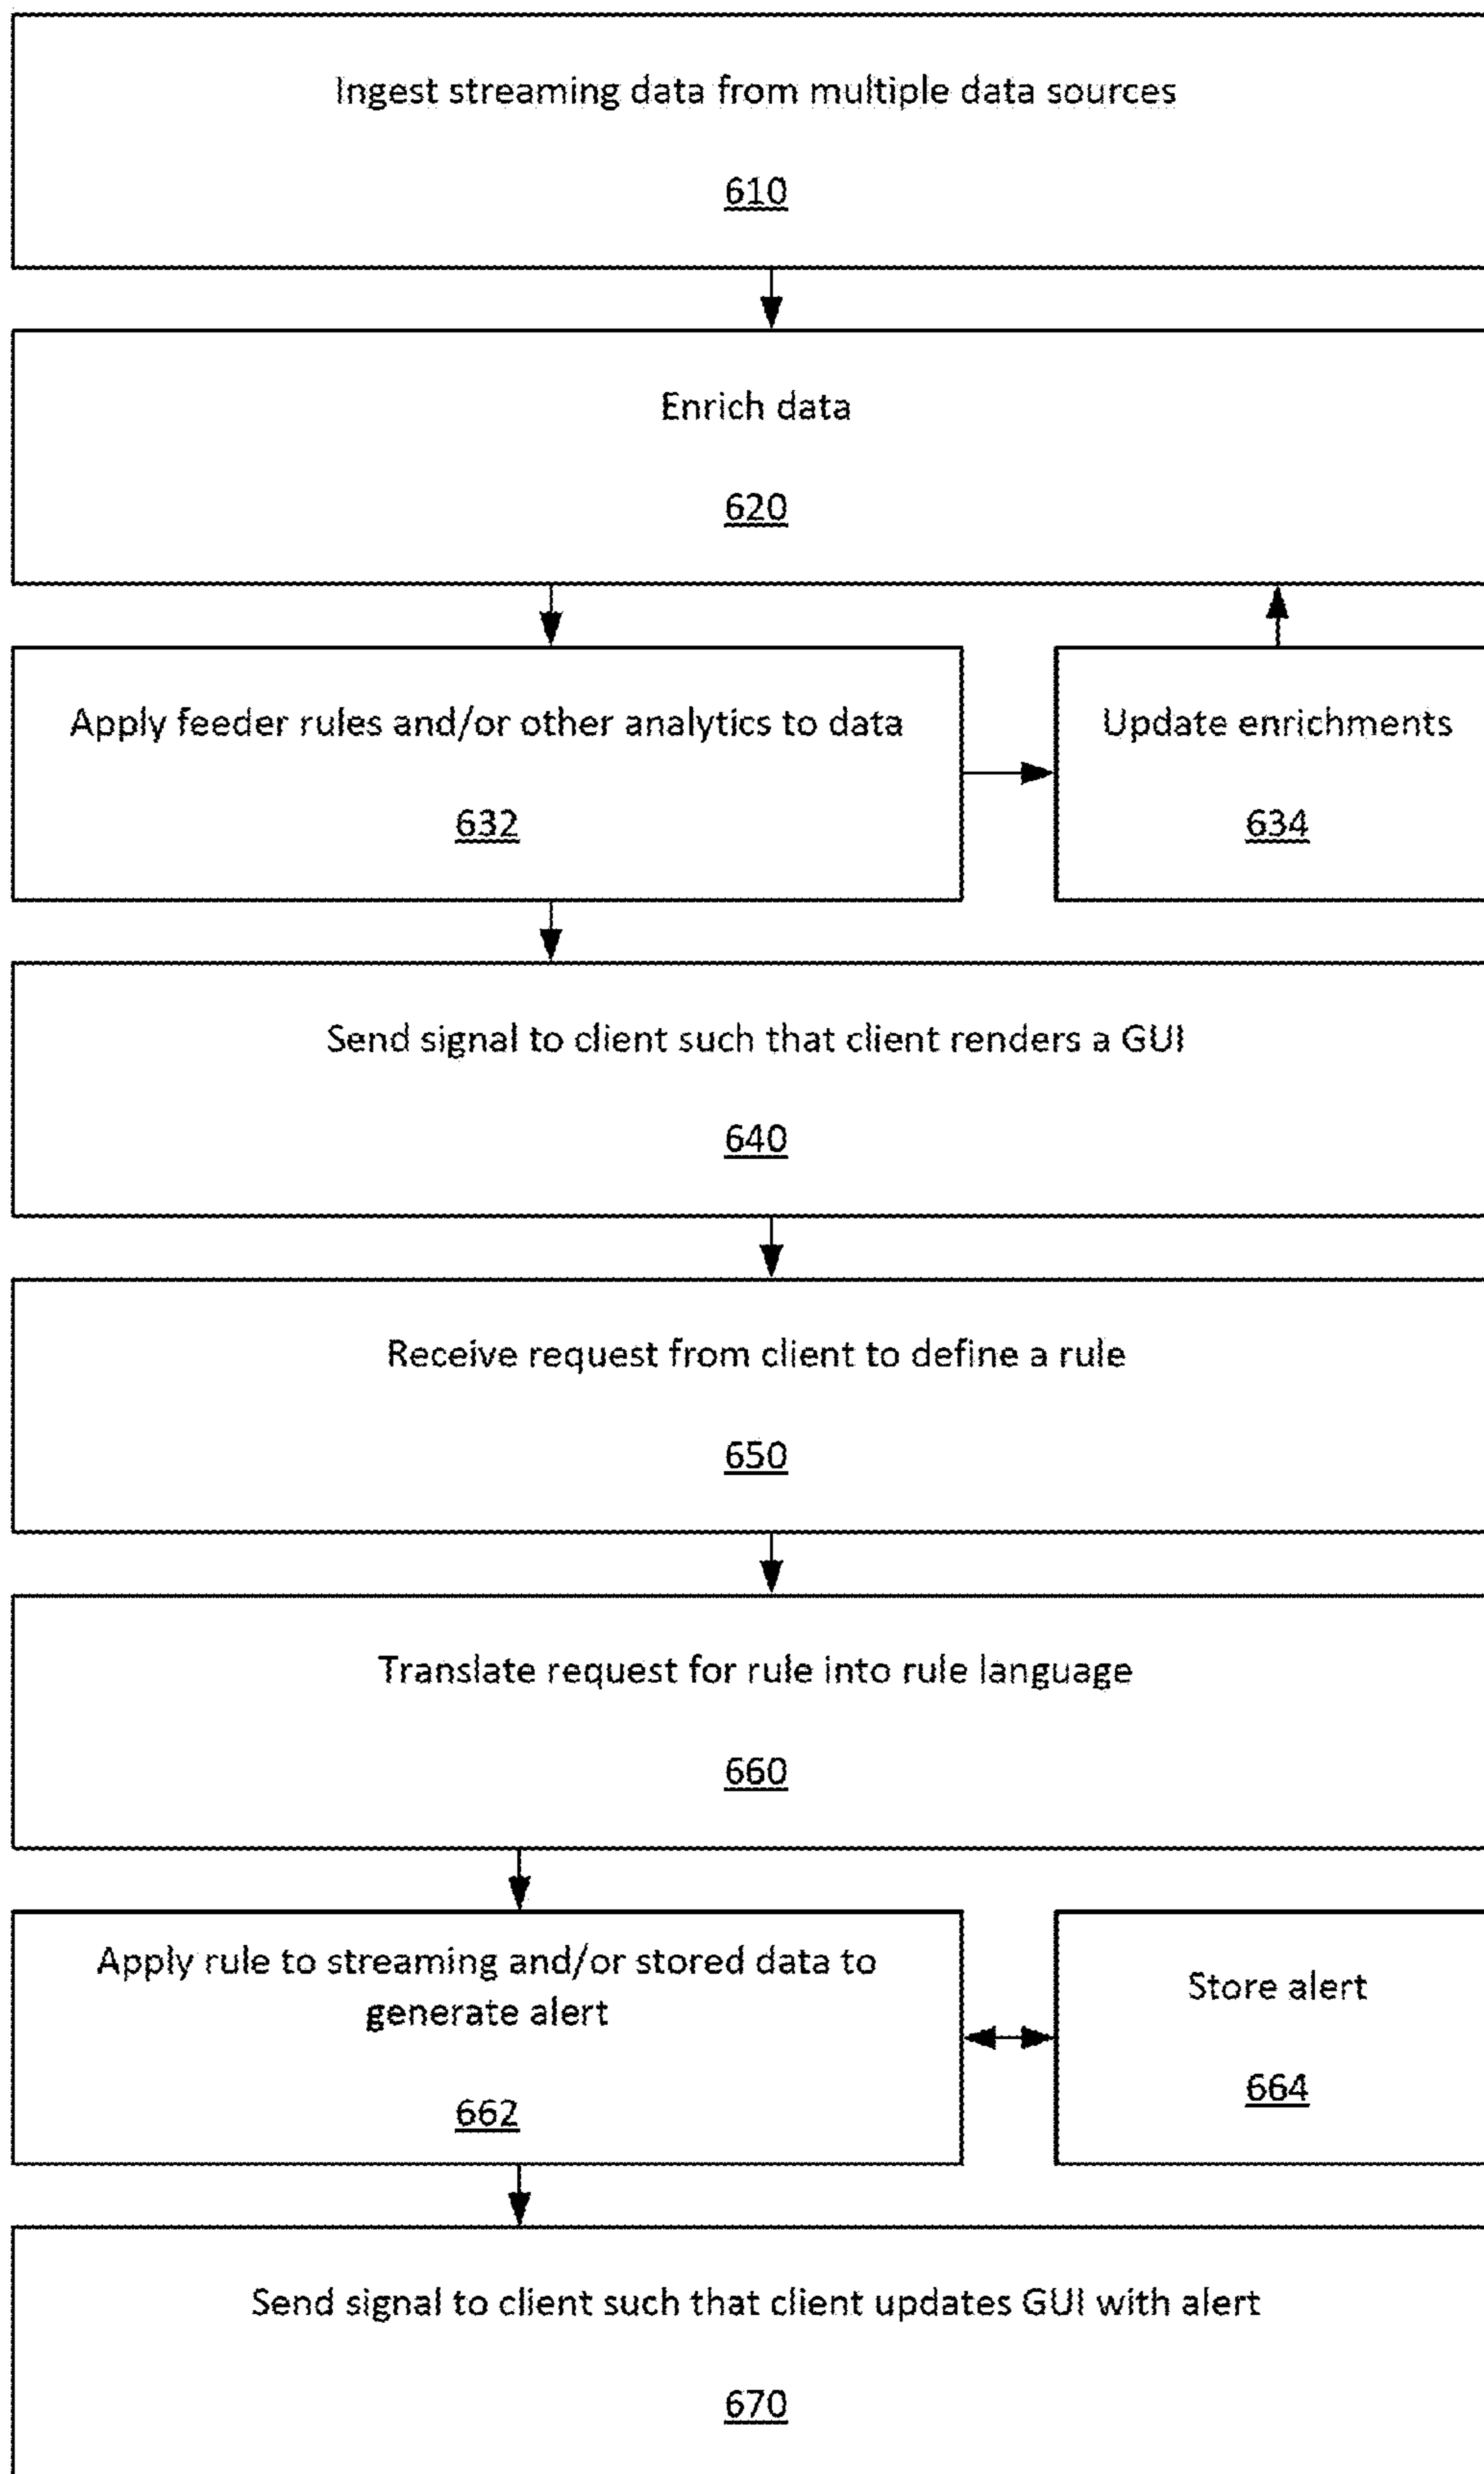 Ingest streaming data from multiple data sources
610
Enrich data
620
Apply feeder rules and/or other analytics to data
632
Update enrichments
634
Send signal to client such that client renders a GUI
640
Receive request from client to define a rule
650
Translate request for rule into rule language
660
Apply rule to streaming and/or stored data to
generate alert
662
Store alert
664
Send signal to client such that client updates GUI with alert
670